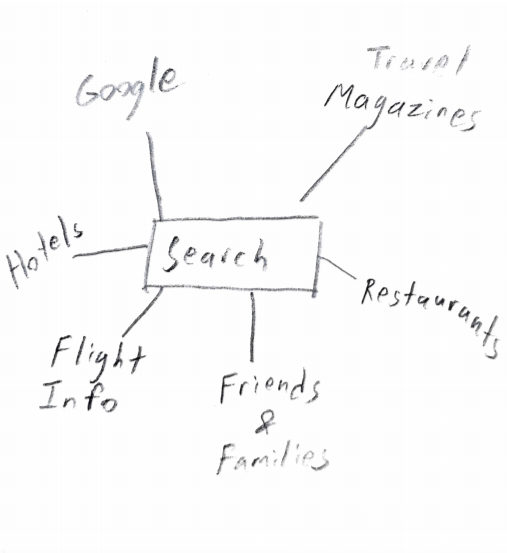 Travel
Magazines
Google
Hotels
Search
Restaurants
Flight
Info
Friends
&
Families